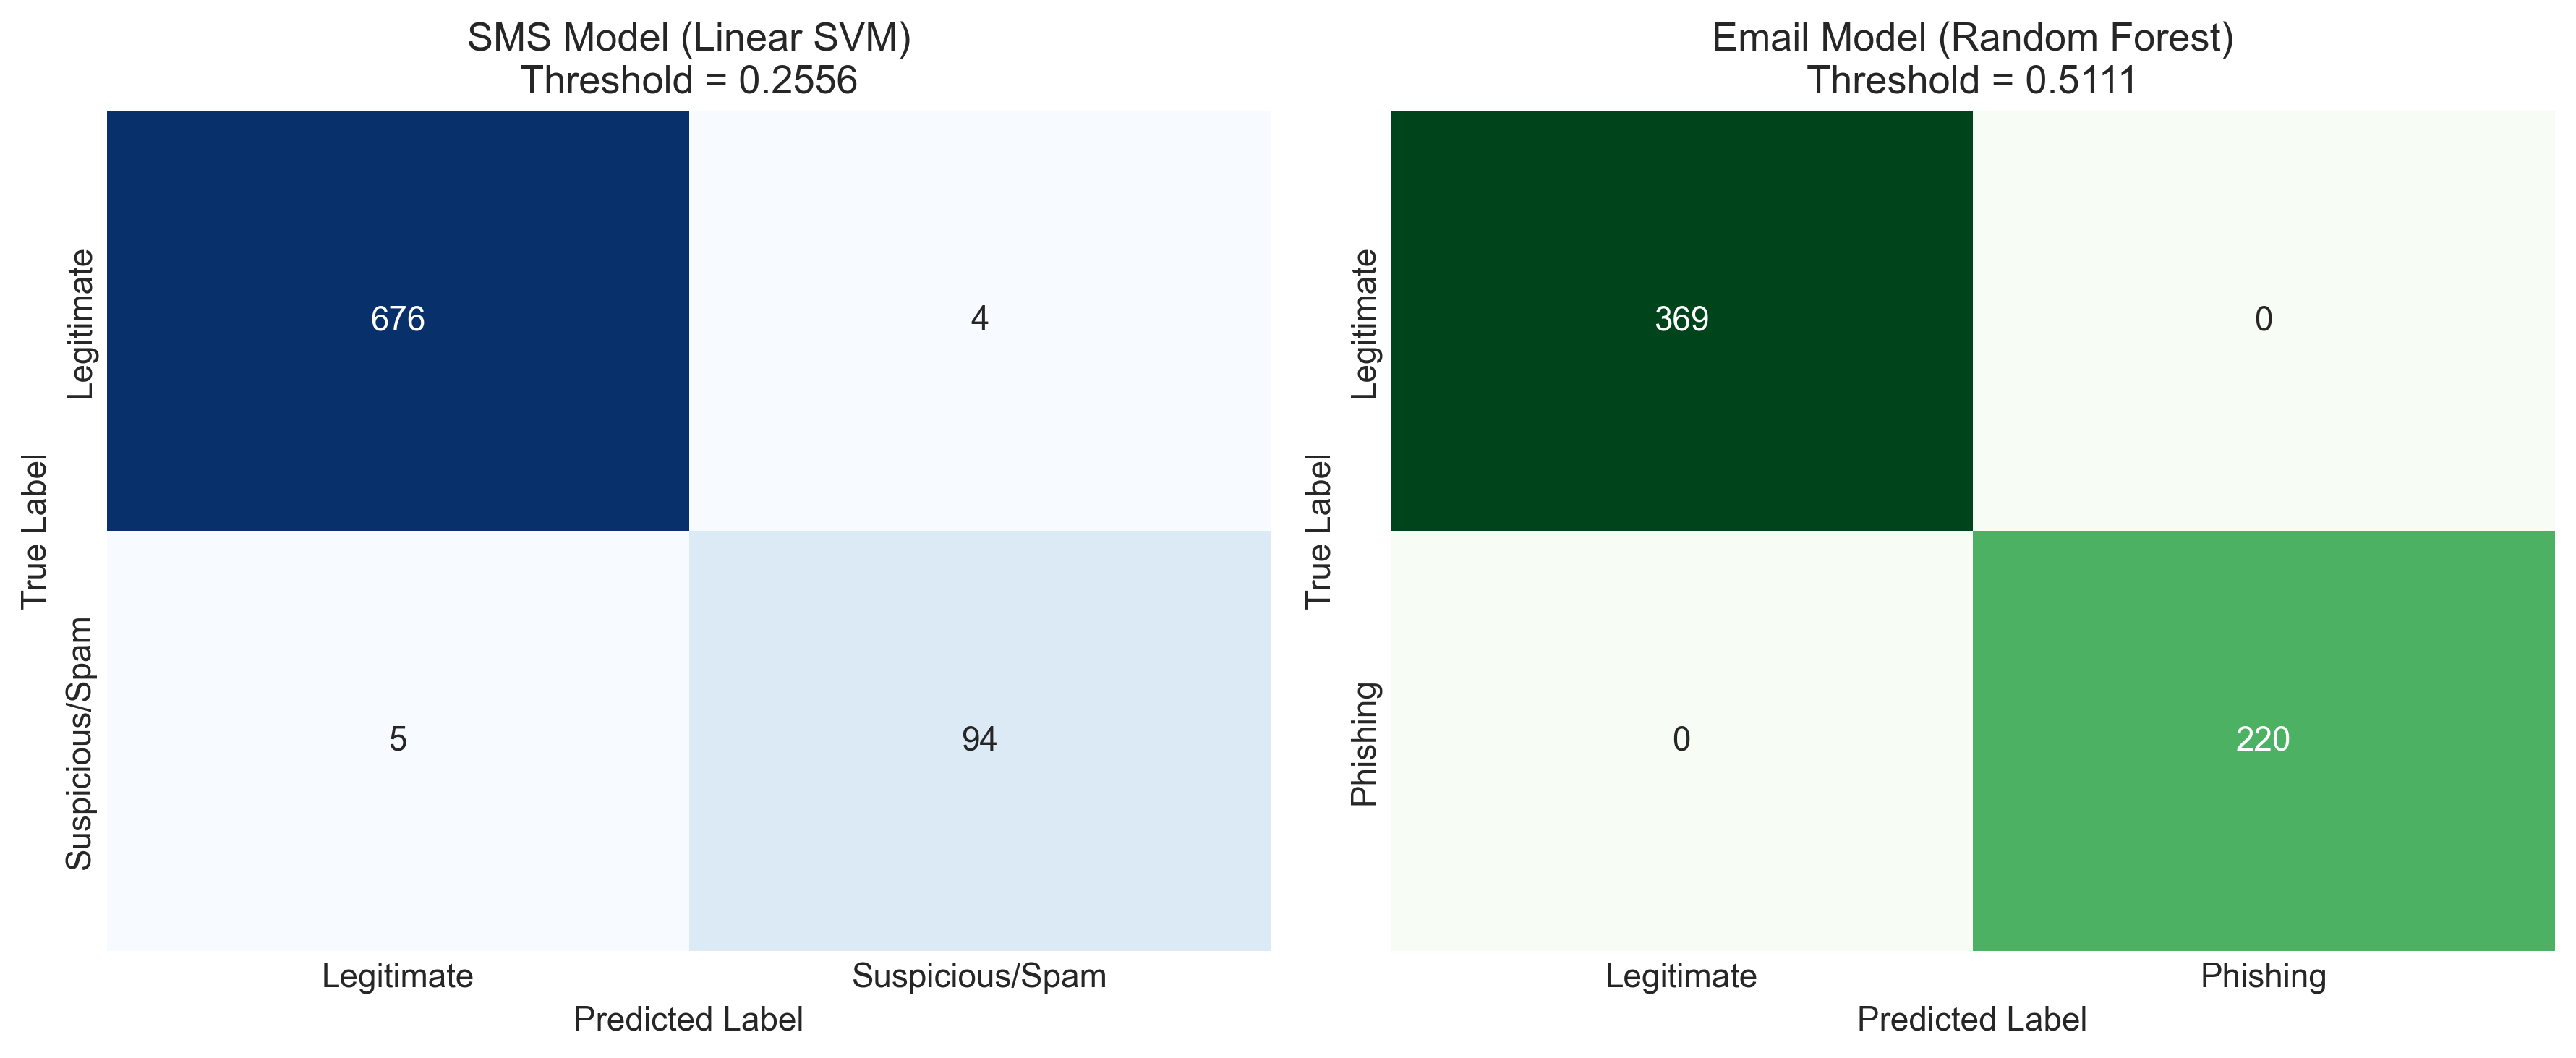 SMS Model (Linear SVM)
Threshold = 0.2556
True Label
Legitimate
Suspicious/Spam
676
4
5
94
Legitimate
Suspicious/Spam
Predicted Label
Email Model (Random Forest)
Threshold = 0.5111
True Label
Legitimate
Phishing
369
0
0
220
Legitimate
Phishing
Predicted Label